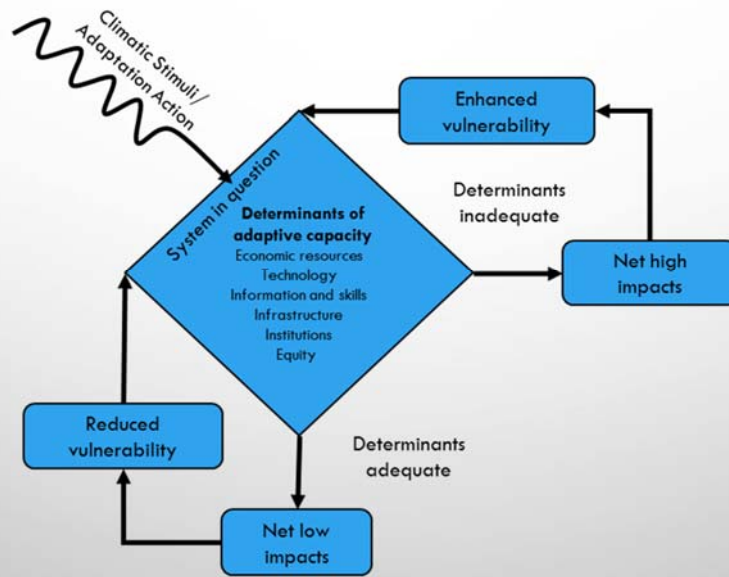 Climatic Stimuli/
Adaptation Action
Enhanced
vulnerability
System in question
Determinants
inadequate
Determinants of
adaptive capacity
Economic resources
Technology
Information and skills
Infrastructure
Institutions
Equity
Net high
impacts
Reduced
vulnerability
Determinants
adequate
Net low
impacts